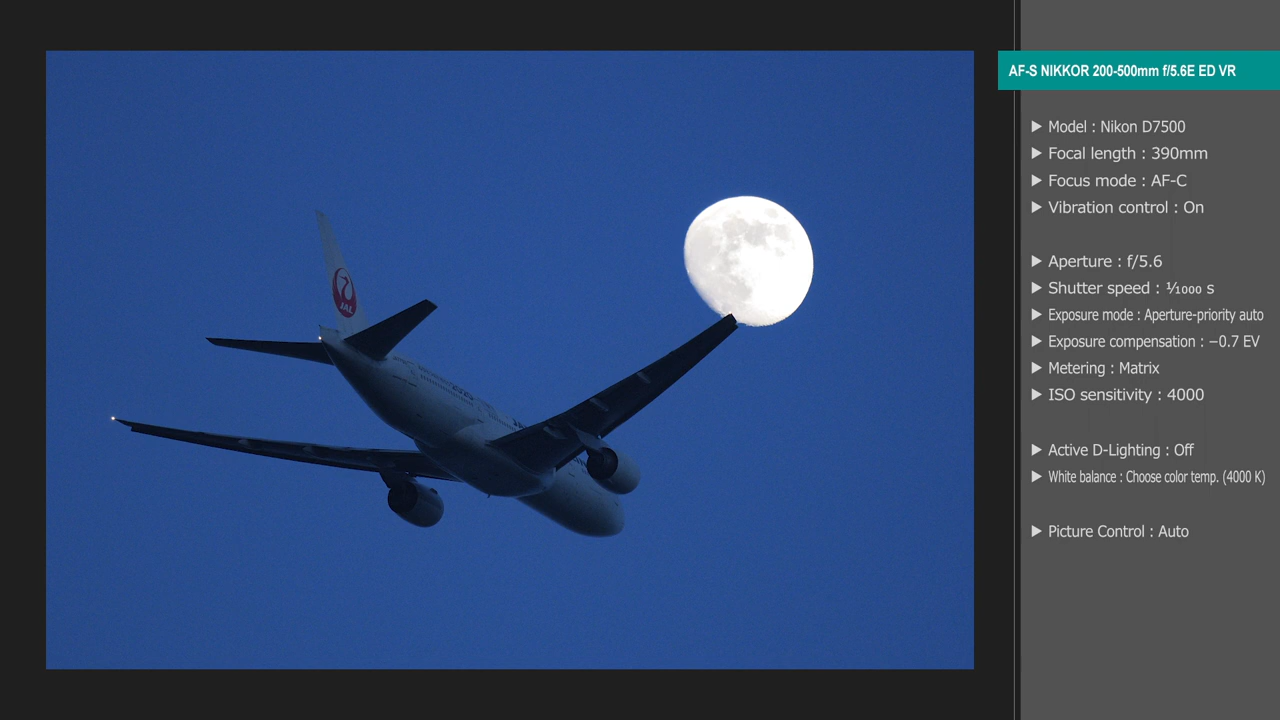 AF-S NIKKOR 200-500mm f/5.6E ED VR
▶ Model : Nikon D7500
▶ Focal length : 390mm
▶ Focus mode : AF-C
▶ Vibration control : On
▶ Aperture : f/5.6
▶ Shutter speed : ¹⁄₁₀₀₀ s
▶ Exposure mode : Aperture-priority auto
▶ Exposure compensation : −0.7 EV
▶ Metering : Matrix
▶ ISO sensitivity : 4000
▶ Active D-Lighting : Off
▶ White balance : Choose color temp. (4000 K)
▶ Picture Control : Auto
JAL